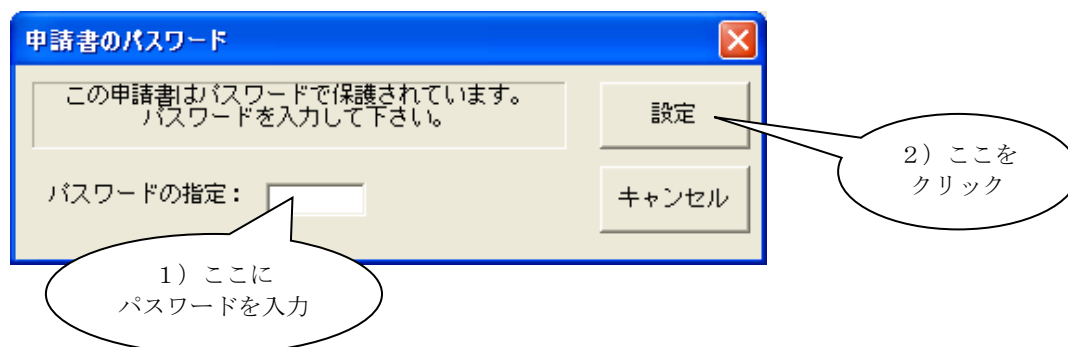 申請書のパスワード
この申請書はパスワードで保護されています。
パスワードを入力して下さい。
設定
パスワードの指定：
キャンセル
2）ここを
クリック
1）ここに
パスワードを入力